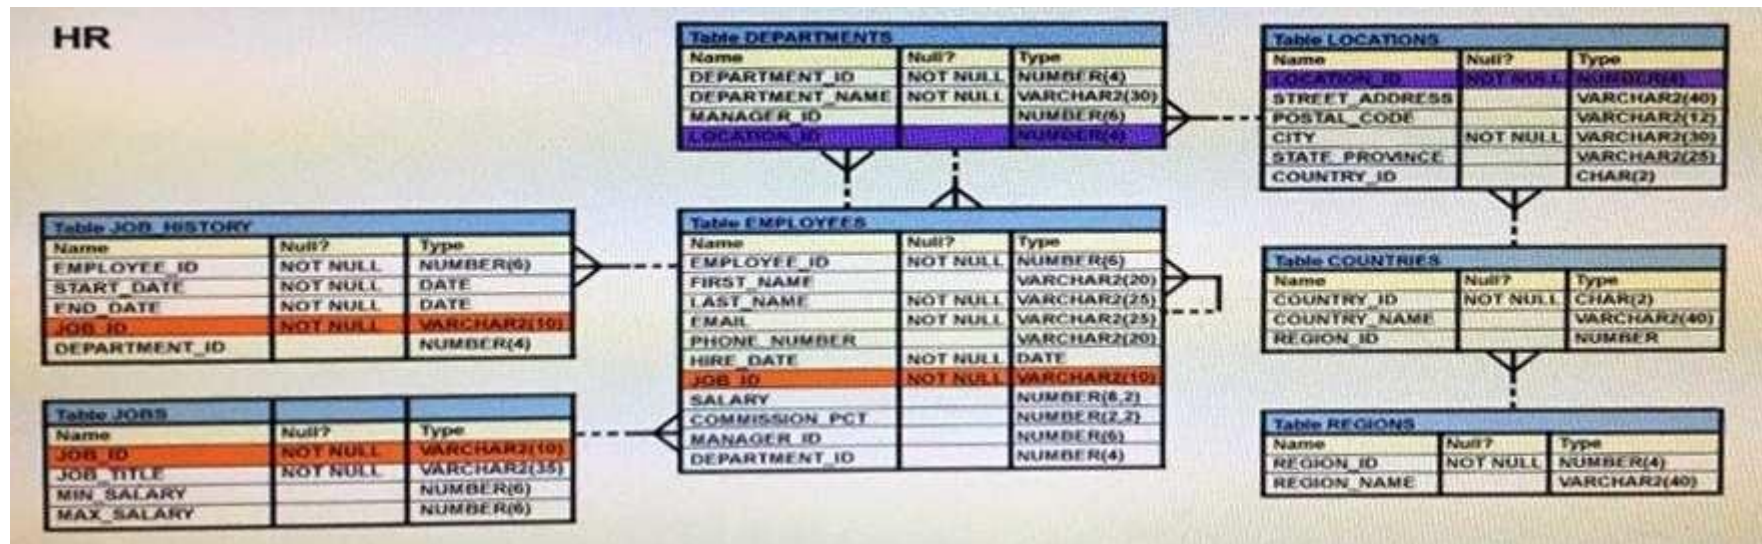 HR
Table DEPARTMENTS
Name Null? Type
DEPARTMENT_ID NOT NULL NUMBER(4)
DEPARTMENT_NAME NOT NULL VARCHAR2(30)
MANAGER_ID NUMBER(6)
LOCATION_ID NUMBER(4)
Table LOCATIONS
Name Null? Type
LOCATION_ID NOT NULL NUMBER(4)
STREET_ADDRESS VARCHAR2(40)
POSTAL_CODE VARCHAR2(12)
CITY NOT NULL VARCHAR2(30)
STATE_PROVINCE VARCHAR2(25)
COUNTRY_ID CHAR(2)
Table JOB_HISTORY
Name Null? Type
EMPLOYEE_ID NOT NULL NUMBER(6)
START_DATE NOT NULL DATE
END_DATE NOT NULL DATE
JOB_ID NOT NULL VARCHAR2(10)
DEPARTMENT_ID NUMBER(4)
Table EMPLOYEES
Name Null? Type
EMPLOYEE_ID NOT NULL NUMBER(6)
FIRST_NAME VARCHAR2(20)
LAST_NAME NOT NULL VARCHAR2(25)
EMAIL NOT NULL VARCHAR2(25)
PHONE_NUMBER VARCHAR2(20)
HIRE_DATE NOT NULL DATE
JOB_ID NOT NULL VARCHAR2(10)
SALARY NUMBER(8,2)
COMMISSION_PCT NUMBER(2,2)
MANAGER_ID NUMBER(6)
DEPARTMENT_ID NUMBER(4)
Table COUNTRIES
Name Null? Type
COUNTRY_ID NOT NULL CHAR(2)
COUNTRY_NAME VARCHAR2(40)
REGION_ID NUMBER
Table JOBS
Name Null? Type
JOB_ID NOT NULL VARCHAR2(10)
JOB_TITLE NOT NULL VARCHAR2(35)
MIN_SALARY NUMBER(6)
MAX_SALARY NUMBER(6)
Table REGIONS
Name Null? Type
REGION_ID NOT NULL NUMBER(4)
REGION_NAME VARCHAR2(40)